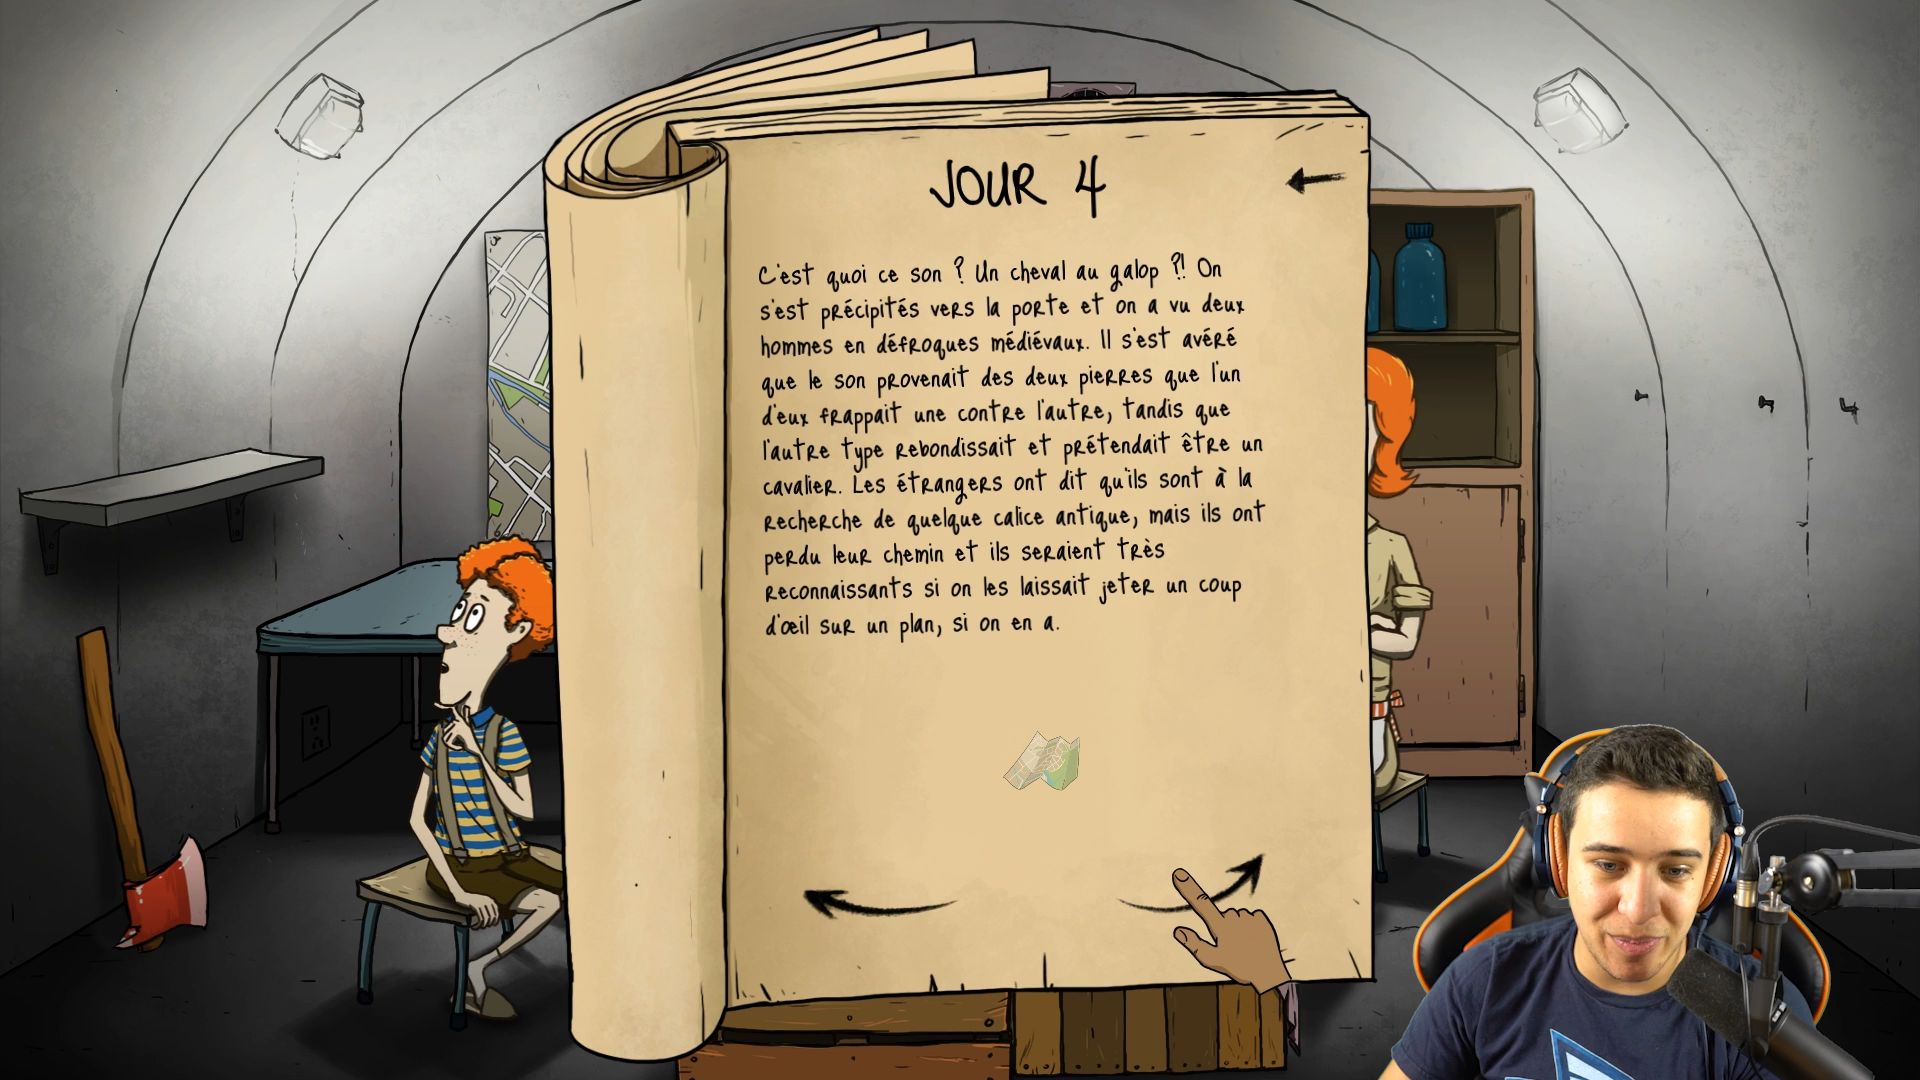 JOUR 4
C'est quoi ce son ? Un cheval au galop ?! On
s'est précipités vers la porte et on a vu deux
hommes en défroques médiévaux. Il s'est avéré
que le son provenait des deux pierres que l'un
d'eux frappait une contre l'autre, tandis que
l'autre type rebondissait et prétendait être un
cavalier. Les étrangers ont dit qu'ils sont à la
recherche de quelque calice antique, mais ils ont
perdu leur chemin et ils seraient très
reconnaissants si on les laissait jeter un coup
d'œil sur un plan, si on en a.